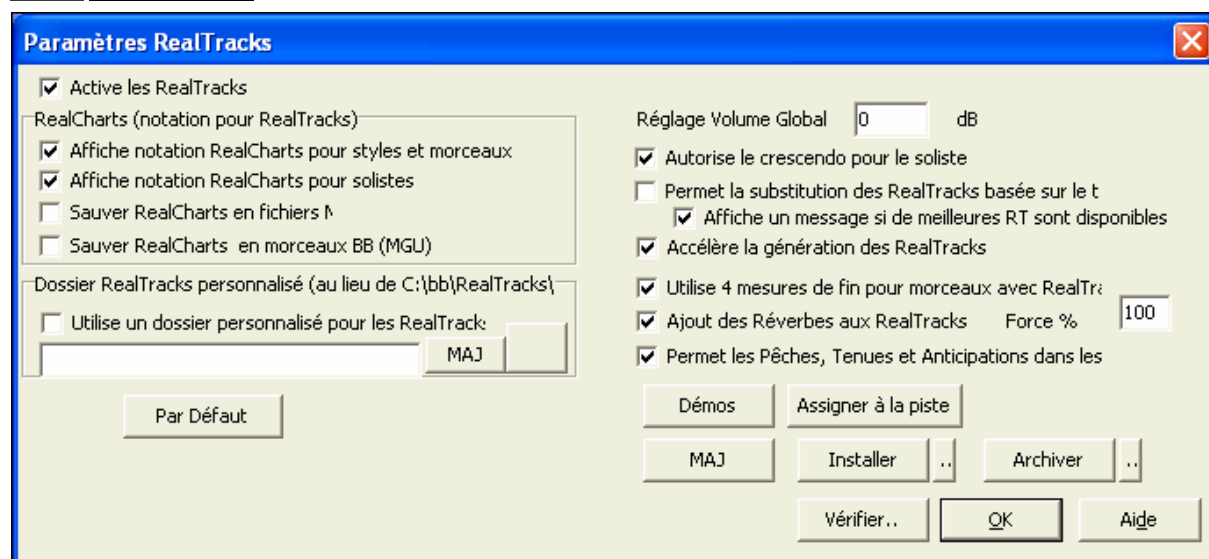 Paramètres RealTracks
Active les RealTracks
RealCharts (notation pour RealTracks)
Affiche notation RealCharts pour styles et morceaux
Affiche notation RealCharts pour solistes
Sauver RealCharts en fichiers
Sauver RealCharts en morceaux BB (MGU)
Dossier RealTracks personnalisé (au lieu de C:\bb\RealTracks\
Utilise un dossier personnalisé pour les RealTrack
MAJ
Par Défaut
Réglage Volume Global 0 dB
Autorise le crescendo pour le soliste
Permet la substitution des RealTracks basée sur le t
Affiche un message si de meilleures RT sont disponibles
Accélère la génération des RealTracks
Utilise 4 mesures de fin pour morceaux avec RealTra
Ajout des Réverbes aux RealTracks Force % 100
Permet les Pêches, Tenues et Anticipations dans les
Démos Assigner à la piste
MAJ Installer .. Archiver ..
Vérifier.. OK Aide